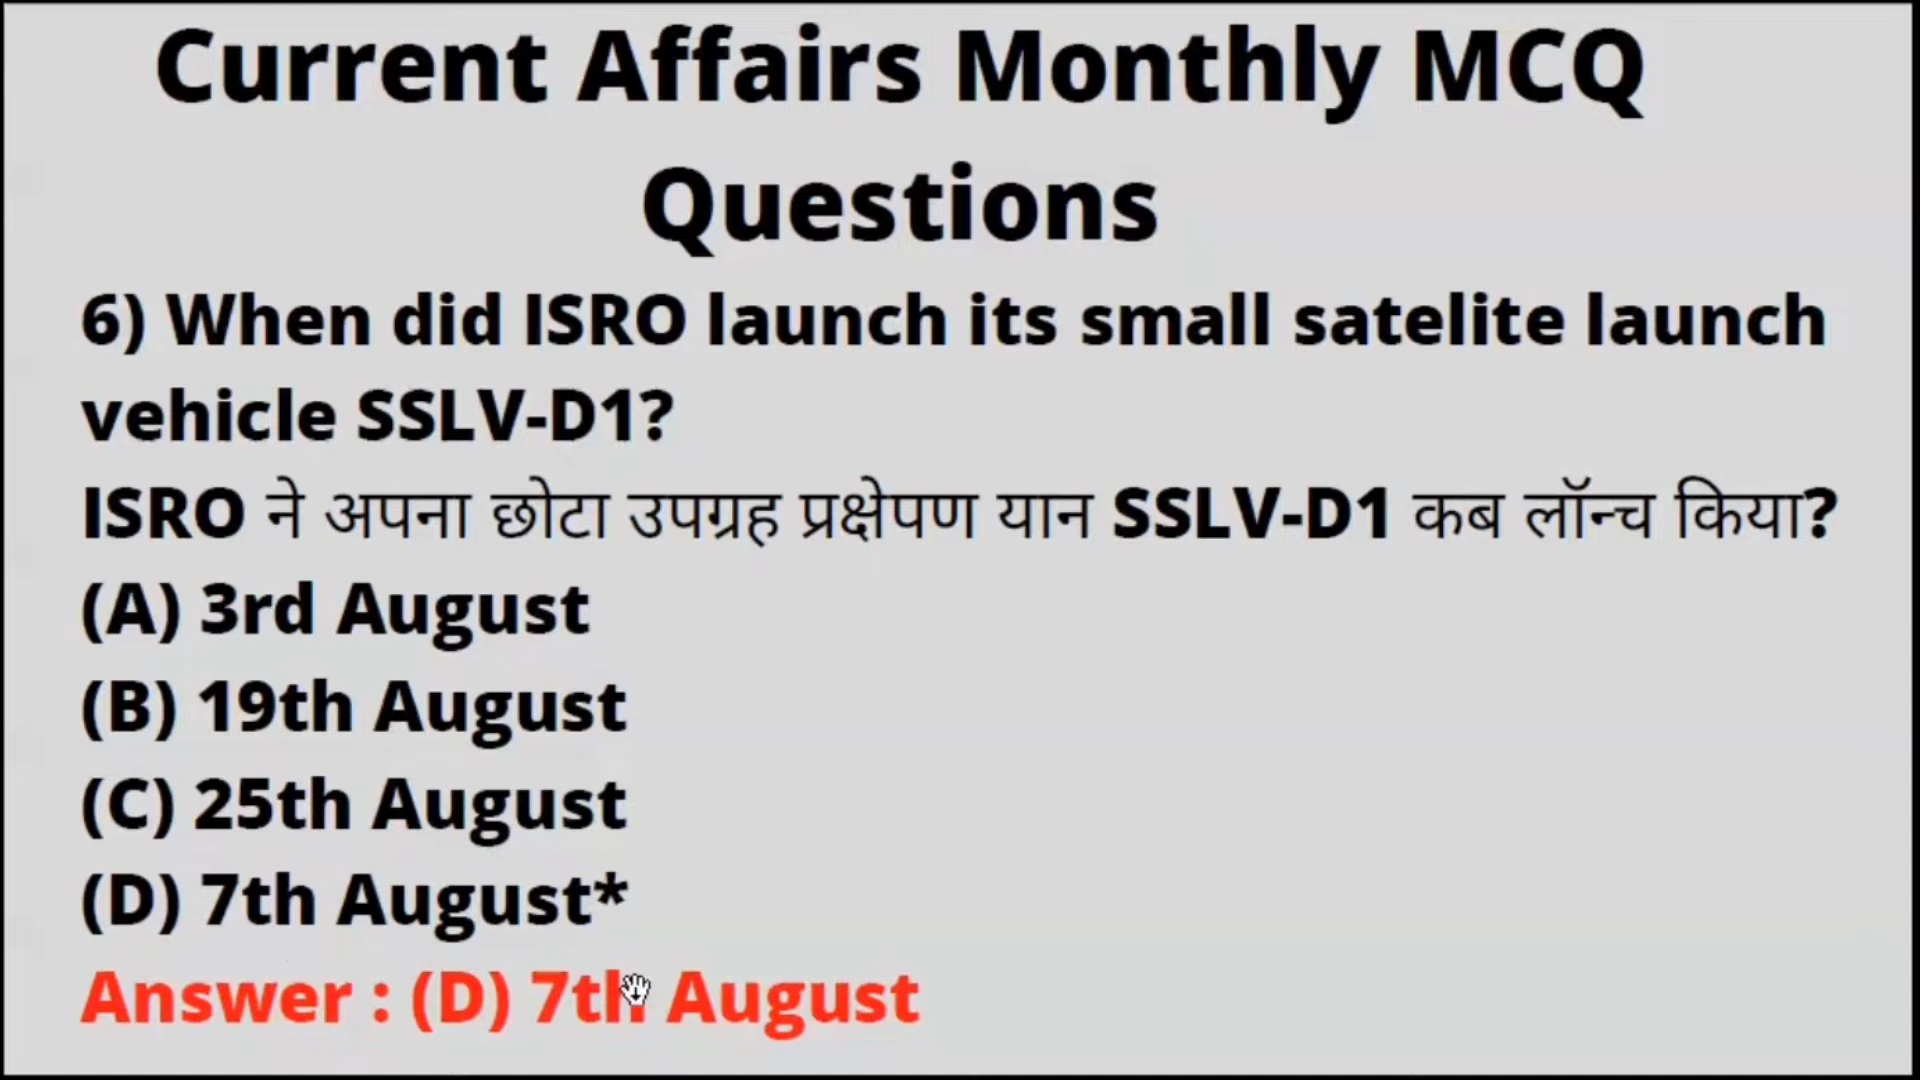 Current Affairs Monthly MCQ
Questions
6) When did ISRO launch its small satelite launch
vehicle SSLV-D1?
ISRO ने अपना छोटा उपग्रह प्रक्षेपण यान SSLV-D1 कब लॉन्च किया?
(A) 3rd August
(B) 19th August
(C) 25th August
(D) 7th August*
Answer : (D) 7th August